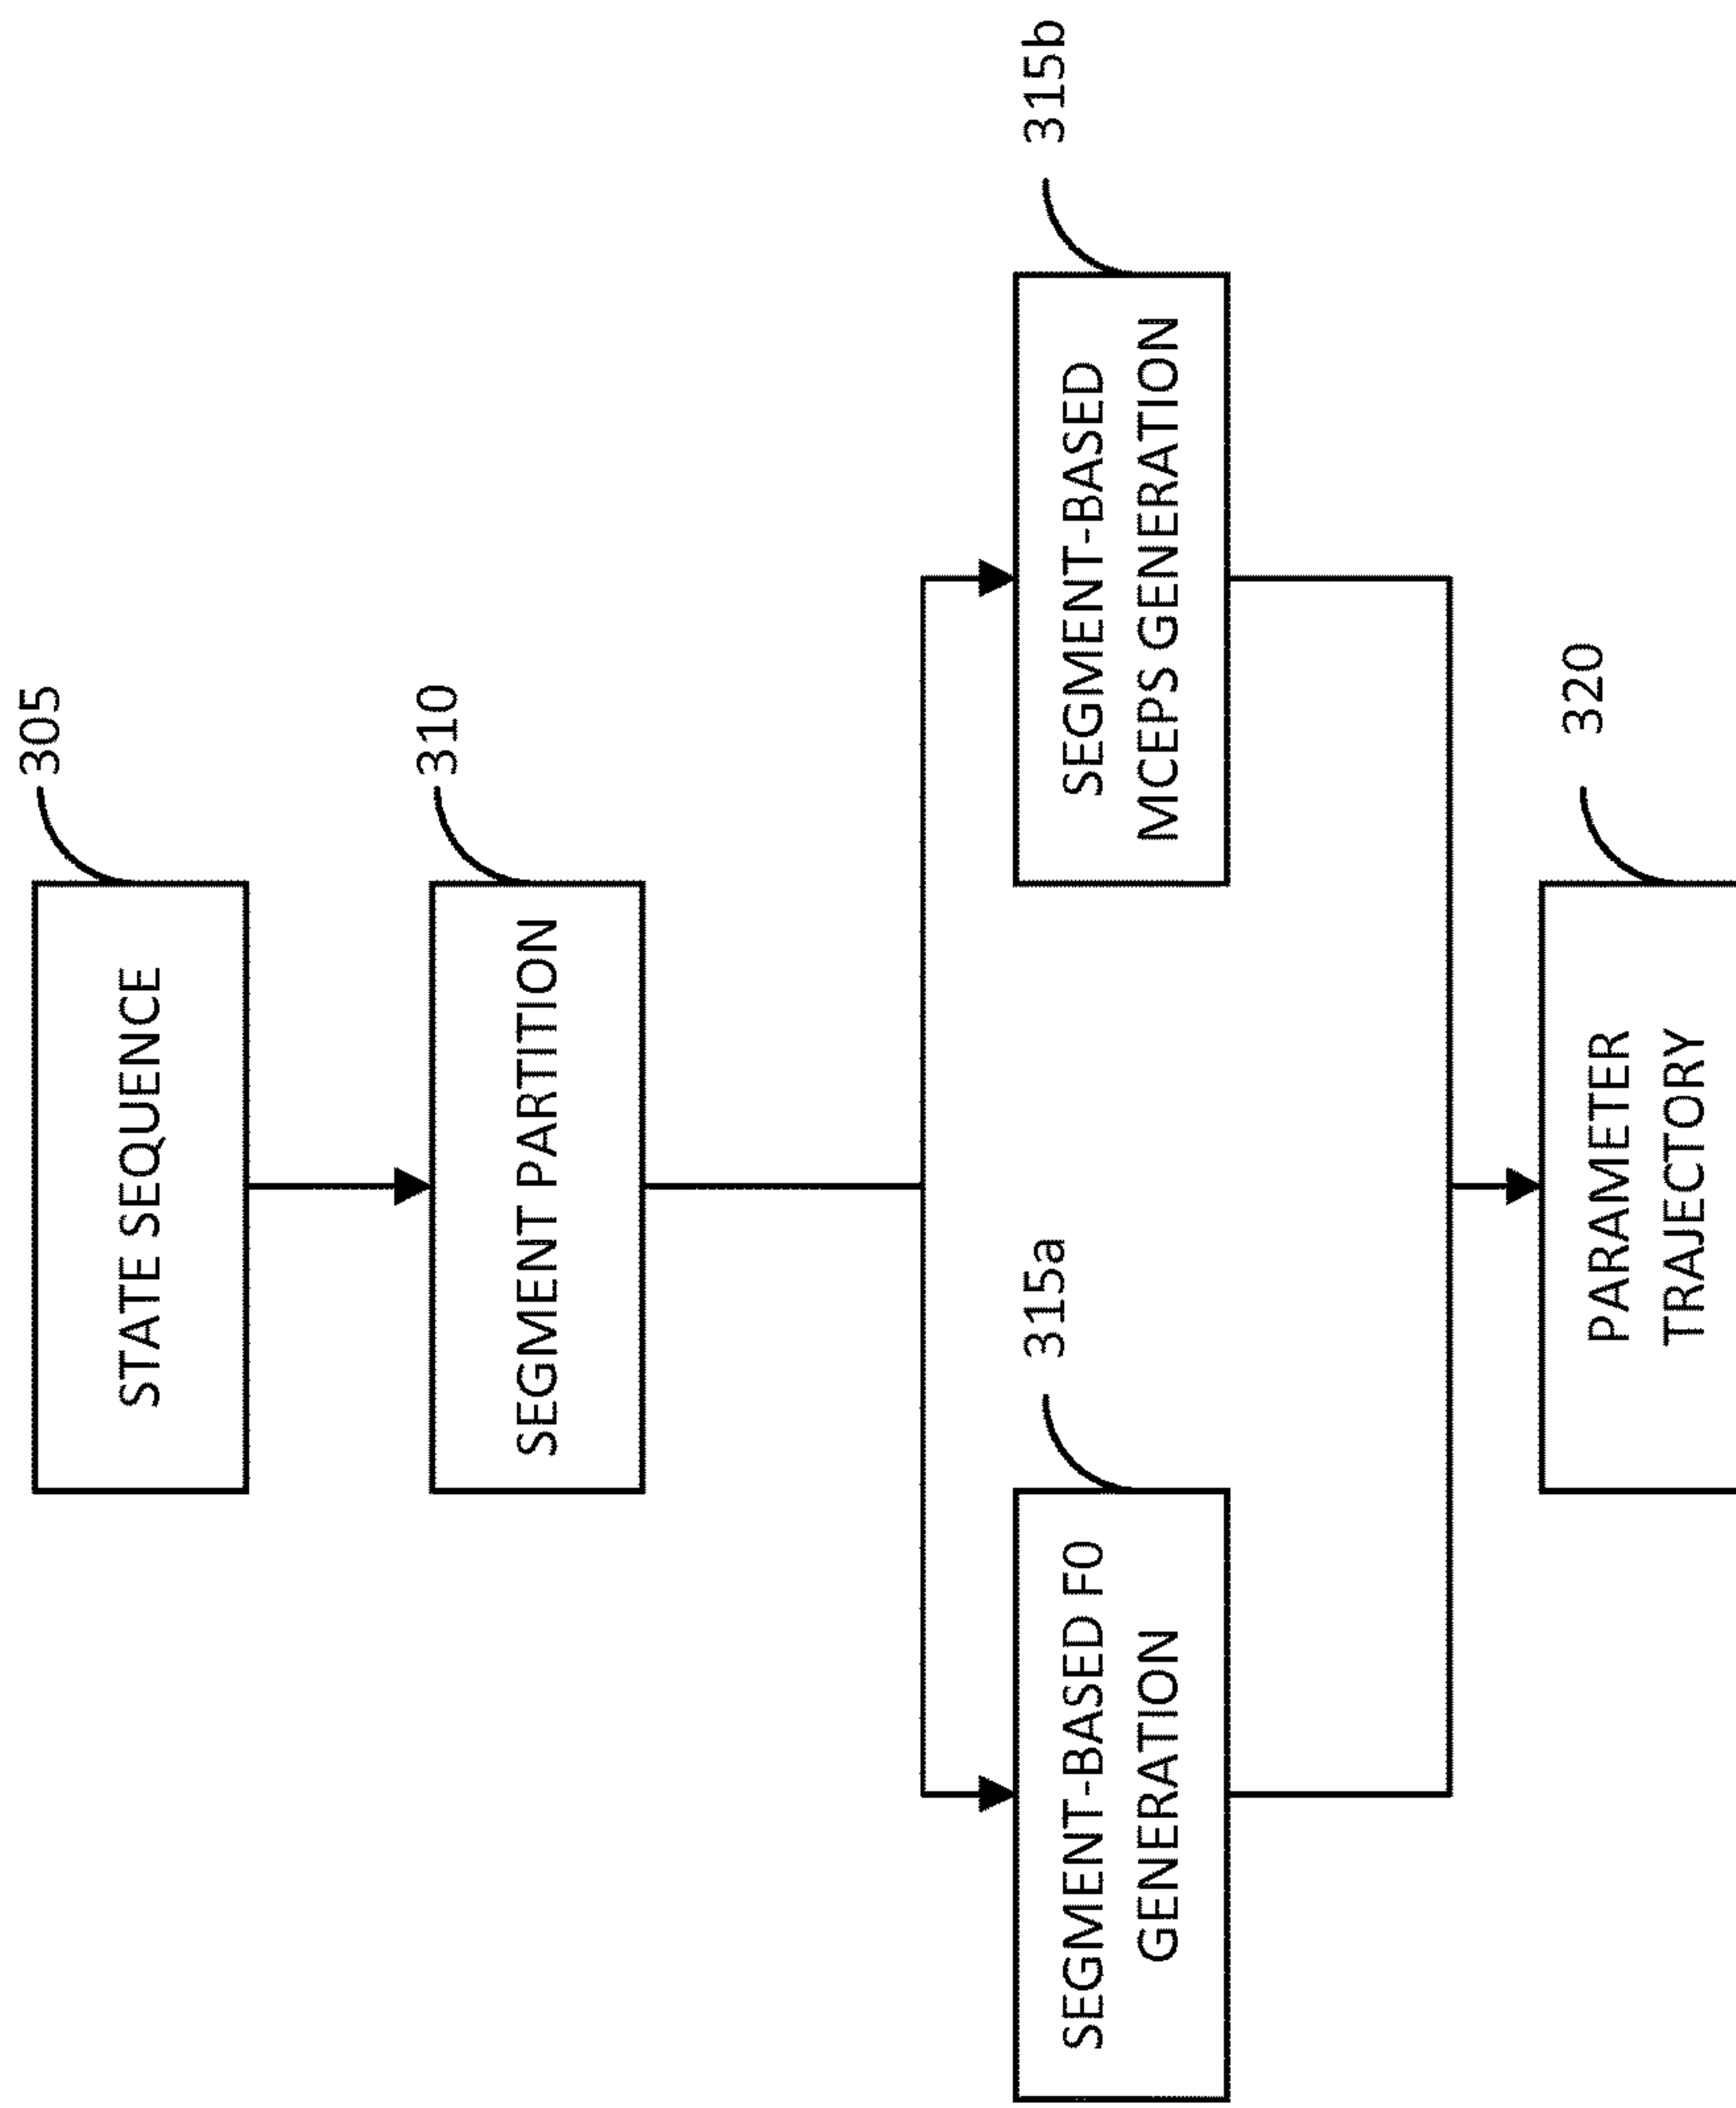 305
STATE SEQUENCE
310
SEGMENT PARTITION
315a
SEGMENT-BASED F0
GENERATION
315b
SEGMENT-BASED
MCEPS GENERATION
320
PARAMETER
TRAJECTORY